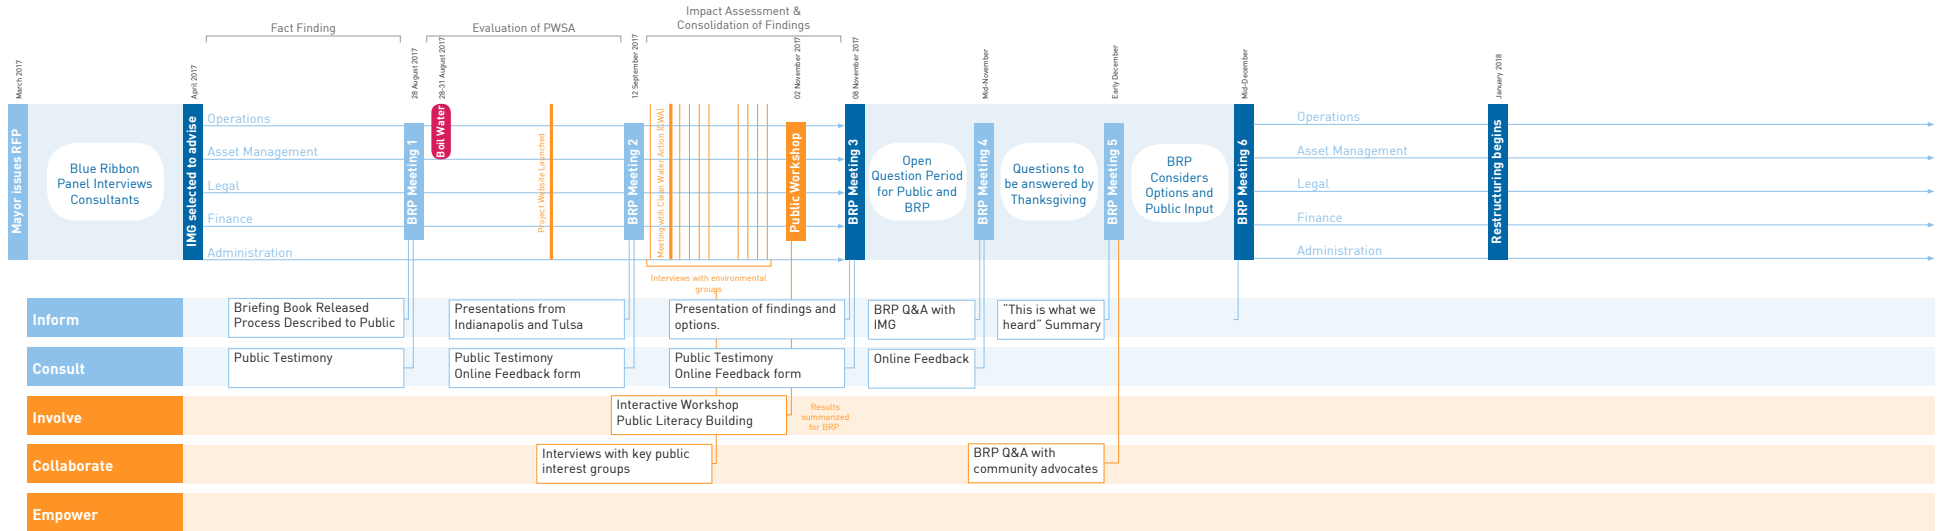 Impact Assessment &
Consolidation of Findings
Fact Finding
Evaluation of PWSA
March 2017
April 2017
28 August 2017
28-31 August 2017
12 September 2017
02 November 2017
08 November 2017
Mid-November
Early December
Mid-December
January 2018
Mayor issues RFP
Blue Ribbon
Panel Interviews
Consultants
IMG selected to advise
Operations
Asset Management
Legal
Finance
Administration
BRP Meeting 1
Boil Water
Project Website Launched
BRP Meeting 2
Meeting wtih Clean Water Action (CWA)
Public Workshop
BRP Meeting 3
Open
Question Period
for Public and
BRP
BRP Meeting 4
Questions to
be answered by
Thanksgiving
BRP Meeting 5
BRP
Considers
Options and
Public Input
BRP Meeting 6
Operations
Asset Management
Legal
Finance
Administration
Restructuring begins
Interviews with environmental
groups
Inform
Briefing Book Released
Process Described to Public
Presentations from
Indianapolis and Tulsa
Presentation of findings and
options.
BRP Q&A with
IMG
"This is what we
heard" Summary
Consult
Public Testimony
Public Testimony
Online Feedback form
Public Testimony
Online Feedback form
Online Feedback
Involve
Interactive Workshop
Public Literacy Building
Results
summarized
for BRP.
Collaborate
Interviews with key public
interest groups
BRP Q&A with
community advocates
Empower